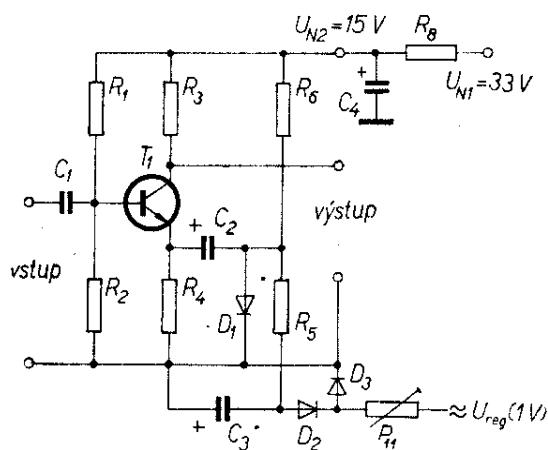 U_N2 = 15 V
R_8
U_N1 = 33 V
R_1
R_3
R_6
+
C_4
T_1
C_1
výstup
+
C_2
vstup
R_2
R_4
D_1
R_5
D_3
+
C_3
D_2
P_11
≈ U_reg (1 V)